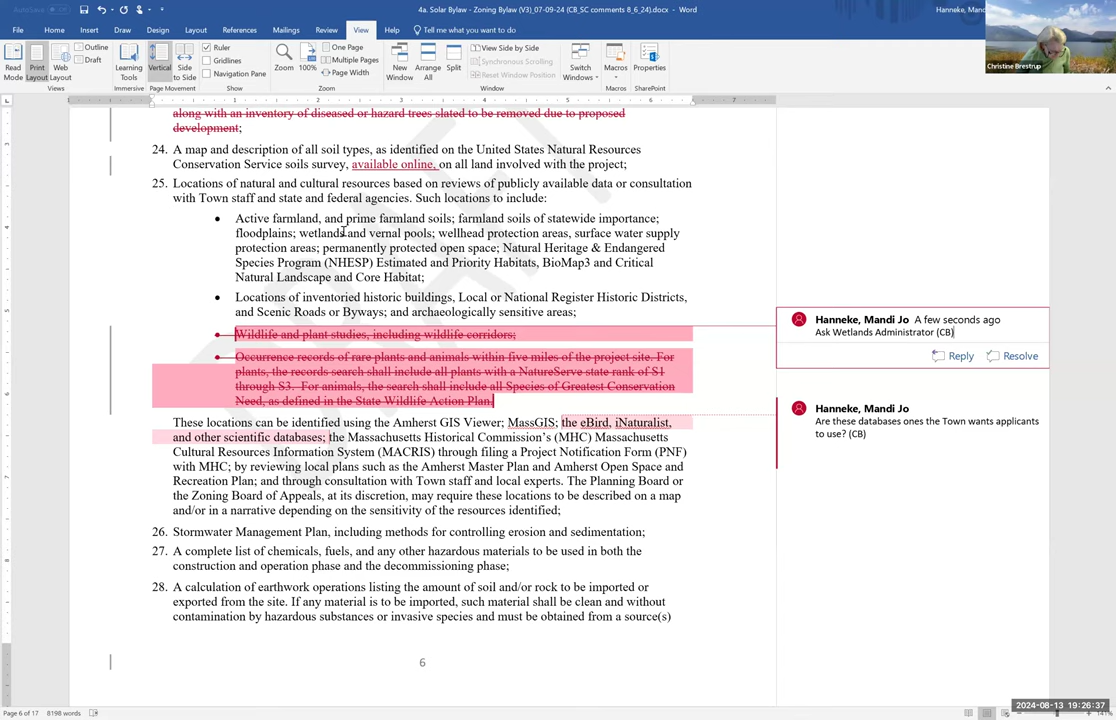 AutoSave Off
4a. Solar Bylaw - Zoning Bylaw (V3)_07-09-24 (CB_SC comments 8_6_24).docx - Word
Hanneke, Mand
File Home Insert Draw Design Layout References Mailings Review View Help Tell me what you want to do
Read Mode
Print Layout
Web Layout
Outline
Draft
Views
Learning Tools
Immersive
Vertical
Side to Side
Page Movement
Ruler
Gridlines
Navigation Pane
Show
Zoom
100%
One Page
Multiple Pages
Page Width
Zoom
New Window
Arrange All
Split
View Side by Side
Synchronous Scrolling
Reset Window Position
Window
Switch Windows
Macros
Macros
Properties
SharePoint
Christine Brestrup
along with an inventory of diseased or hazard trees slated to be removed due to proposed
development;
24. A map and description of all soil types, as identified on the United States Natural Resources
Conservation Service soils survey, available online, on all land involved with the project;
25. Locations of natural and cultural resources based on reviews of publicly available data or consultation
with Town staff and state and federal agencies. Such locations to include:
• Active farmland, and prime farmland soils; farmland soils of statewide importance;
floodplains; wetlands and vernal pools; wellhead protection areas, surface water supply
protection areas; permanently protected open space; Natural Heritage & Endangered
Species Program (NHESP) Estimated and Priority Habitats, BioMap3 and Critical
Natural Landscape and Core Habitat;
• Locations of inventoried historic buildings, Local or National Register Historic Districts,
and Scenic Roads or Byways; and archaeologically sensitive areas;
• Wildlife and plant studies, including wildlife corridors;
• Occurrence records of rare plants and animals within five miles of the project site. For
plants, the records search shall include all plants with a NatureServe state rank of S1
through S3. For animals, the search shall include all Species of Greatest Conservation
Need, as defined in the State Wildlife Action Plan.
These locations can be identified using the Amherst GIS Viewer; MassGIS; the eBird, iNaturalist,
and other scientific databases; the Massachusetts Historical Commission's (MHC) Massachusetts
Cultural Resources Information System (MACRIS) through filing a Project Notification Form (PNF)
with MHC; by reviewing local plans such as the Amherst Master Plan and Amherst Open Space and
Recreation Plan; and through consultation with Town staff and local experts. The Planning Board or
the Zoning Board of Appeals, at its discretion, may require these locations to be described on a map
and/or in a narrative depending on the sensitivity of the resources identified;
26. Stormwater Management Plan, including methods for controlling erosion and sedimentation;
27. A complete list of chemicals, fuels, and any other hazardous materials to be used in both the
construction and operation phase and the decommissioning phase;
28. A calculation of earthwork operations listing the amount of soil and/or rock to be imported or
exported from the site. If any material is to be imported, such material shall be clean and without
contamination by hazardous substances or invasive species and must be obtained from a source(s)
6
DRAFT
Hanneke, Mandi Jo A few seconds ago
Ask Wetlands Administrator (CB)
Reply Resolve
Hanneke, Mandi Jo
Are these databases ones the Town wants applicants
to use? (CB)
Page 6 of 17 8198 words
2024-08-13 19:26:37
141%